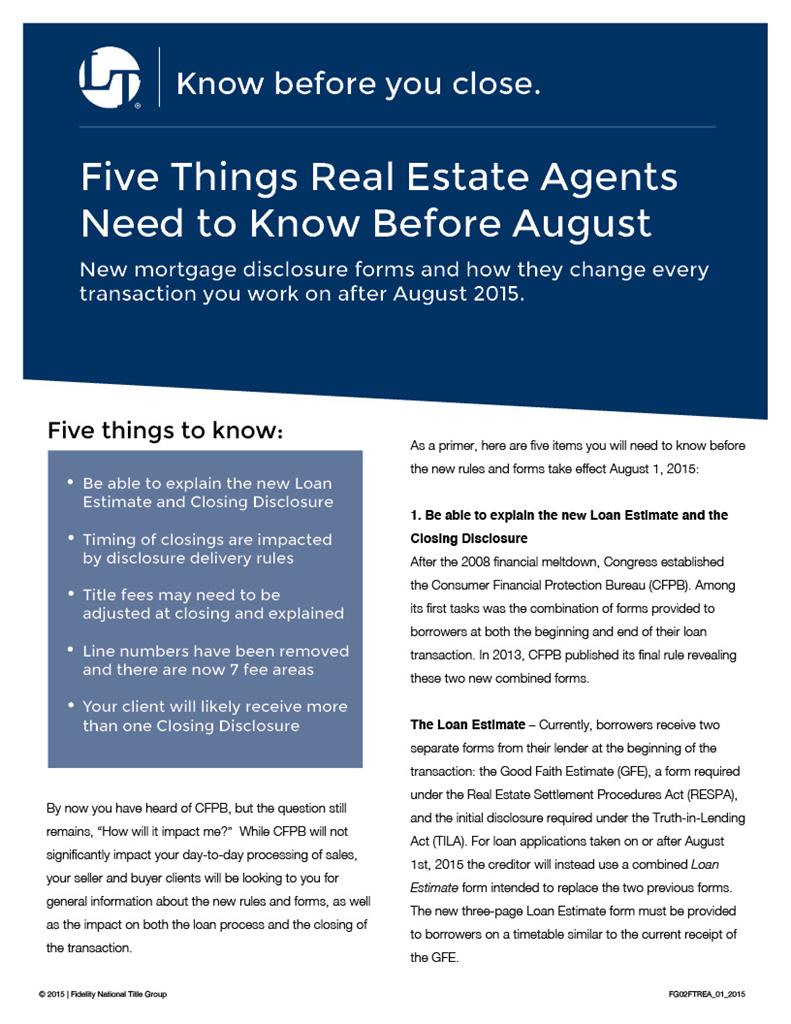 LT
Know before you close.
Five Things Real Estate Agents
Need to Know Before August
New mortgage disclosure forms and how they change every
transaction you work on after August 2015.
Five things to know:
• Be able to explain the new Loan
Estimate and Closing Disclosure
• Timing of closings are impacted
by disclosure delivery rules
• Title fees may need to be
adjusted at closing and explained
• Line numbers have been removed
and there are now 7 fee areas
• Your client will likely receive more
than one Closing Disclosure
By now you have heard of CFPB, but the question still
remains, “How will it impact me?” While CFPB will not
significantly impact your day-to-day processing of sales,
your seller and buyer clients will be looking to you for
general information about the new rules and forms, as well
as the impact on both the loan process and the closing of
the transaction.
As a primer, here are five items you will need to know before
the new rules and forms take effect August 1, 2015:
1. Be able to explain the new Loan Estimate and the
Closing Disclosure
After the 2008 financial meltdown, Congress established
the Consumer Financial Protection Bureau (CFPB). Among
its first tasks was the combination of forms provided to
borrowers at both the beginning and end of their loan
transaction. In 2013, CFPB published its final rule revealing
these two new combined forms.
The Loan Estimate – Currently, borrowers receive two
separate forms from their lender at the beginning of the
transaction: the Good Faith Estimate (GFE), a form required
under the Real Estate Settlement Procedures Act (RESPA),
and the initial disclosure required under the Truth-in-Lending
Act (TILA). For loan applications taken on or after August
1st, 2015 the creditor will instead use a combined Loan
Estimate form intended to replace the two previous forms.
The new three-page Loan Estimate form must be provided
to borrowers on a timetable similar to the current receipt of
the GFE.
© 2015 | Fidelity National Title Group
FG02FTREA_01_2015